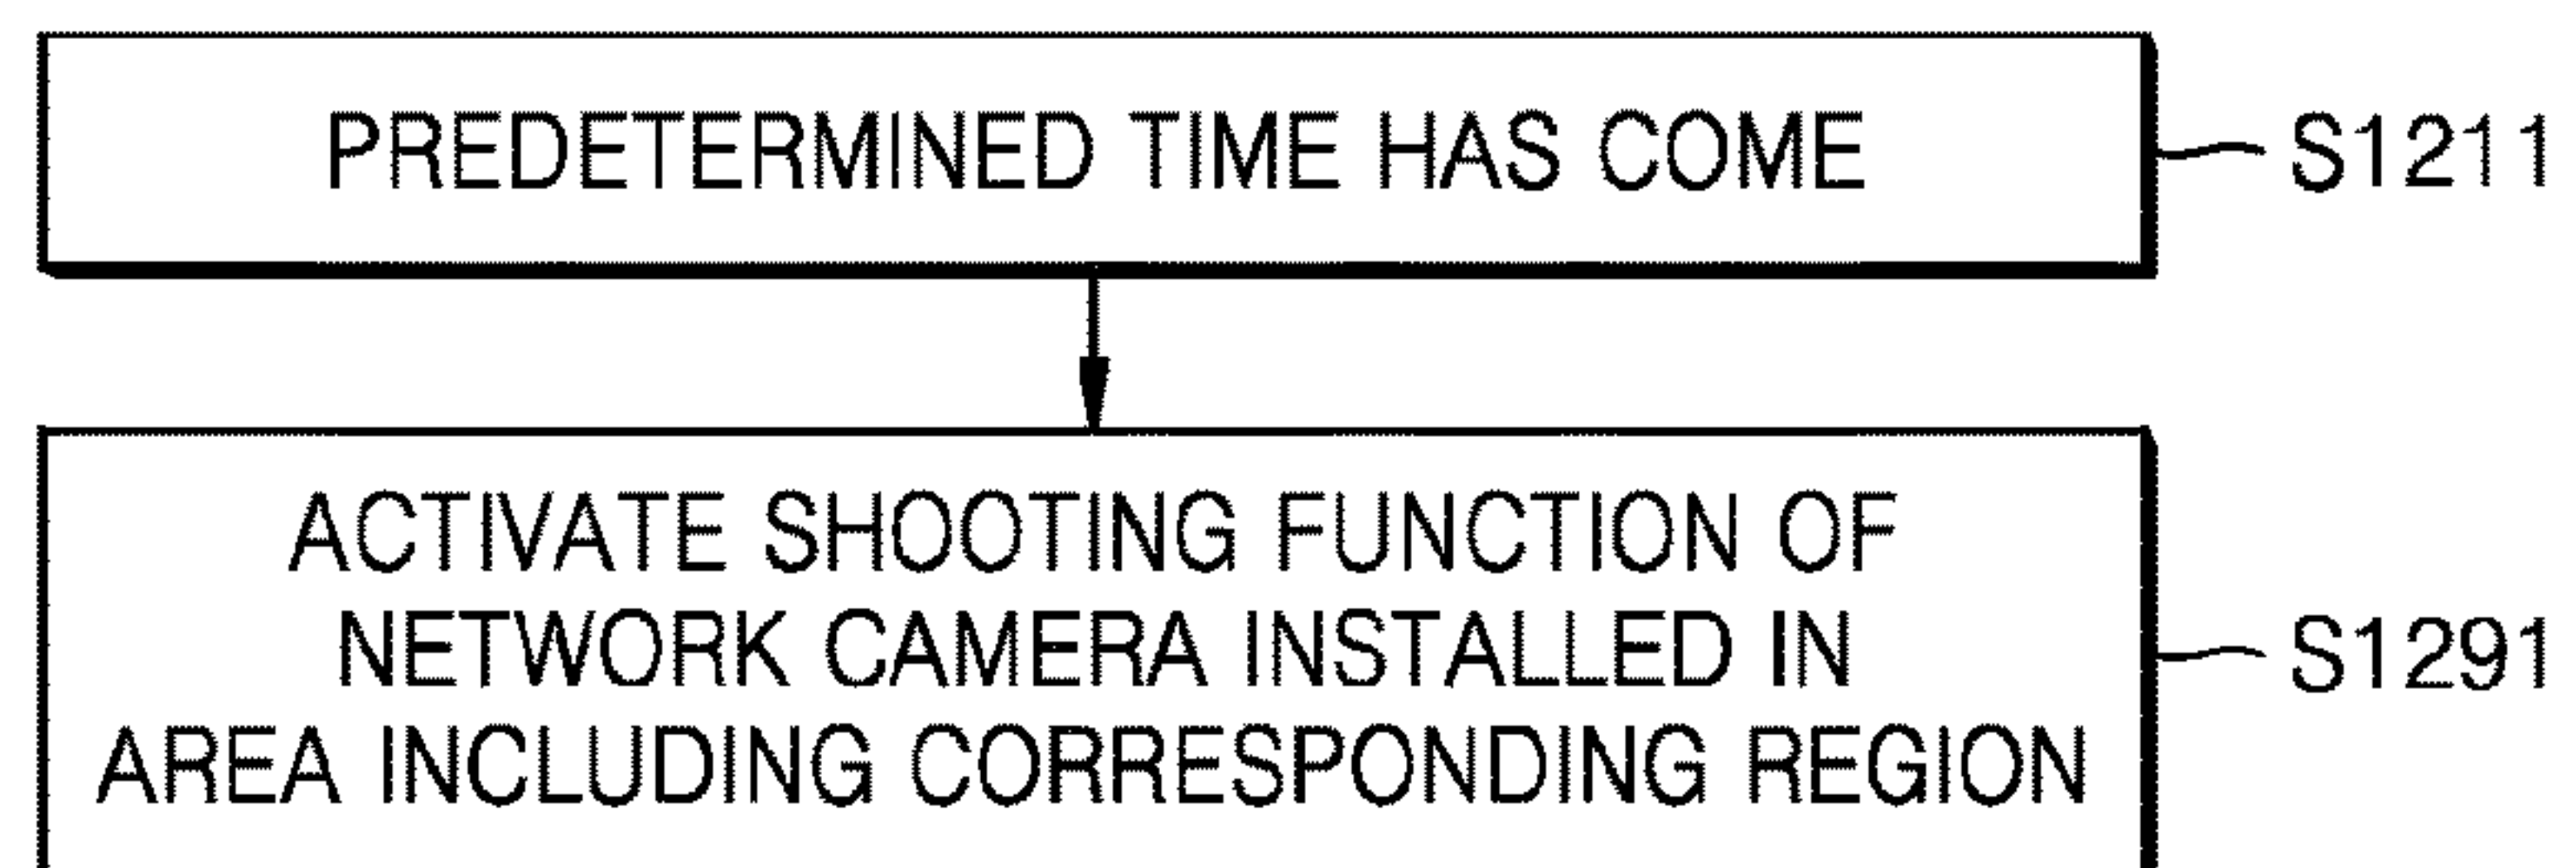 PREDETERMINED TIME HAS COME
S1211
ACTIVATE SHOOTING FUNCTION OF
NETWORK CAMERA INSTALLED IN
AREA INCLUDING CORRESPONDING REGION
S1291